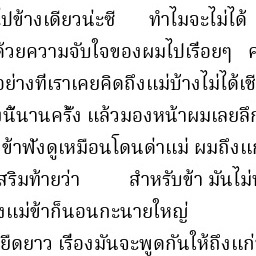 ปข้างเดียวน่ะซี ทำไมจะไม่ได้
ด้วยความจับใจของผมไปเรื่อยๆ
อย่างที่เราเคยคิดถึงแม่บ้างไม่ได้เชี
นี้นานครั้ง แล้วมองหน้าผมเลยลึก
ข้าฟังดูเหมือนโดนด่าแม่ ผมถึงแก
สริมท้ายว่า สำหรับข้า มันไม่
แม่ข้าก็นอนกะนายใหญ่
ยืดยาว เรื่องมันจะพูดกันให้ถึงแก่